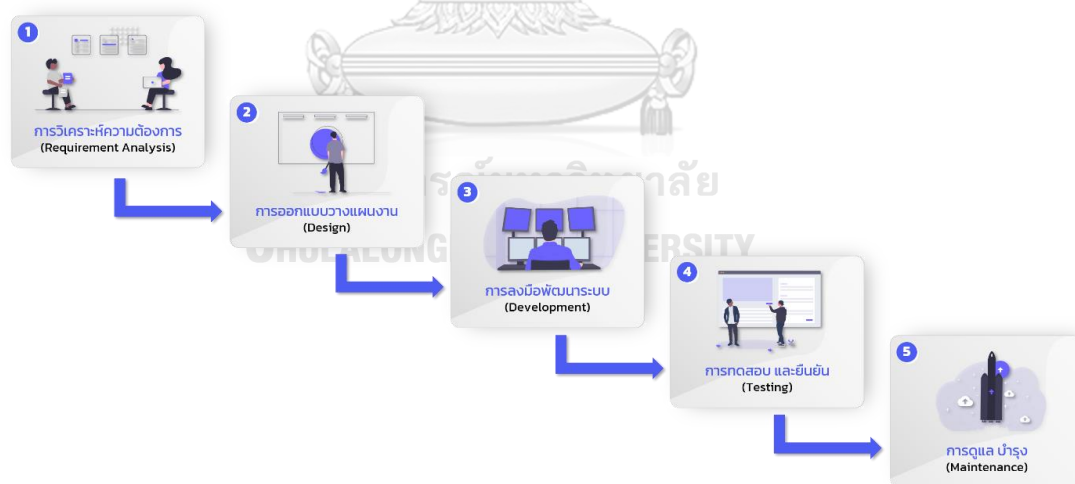 1
การวิเคราะห์ความต้องการ
(Requirement Analysis)
2
การออกแบบวางแผนงาน
(Design)
3
การลงมือพัฒนาระบบ
(Development)
4
การทดสอบ และยืนยัน
(Testing)
5
การดูแล บำรุง
(Maintenance)